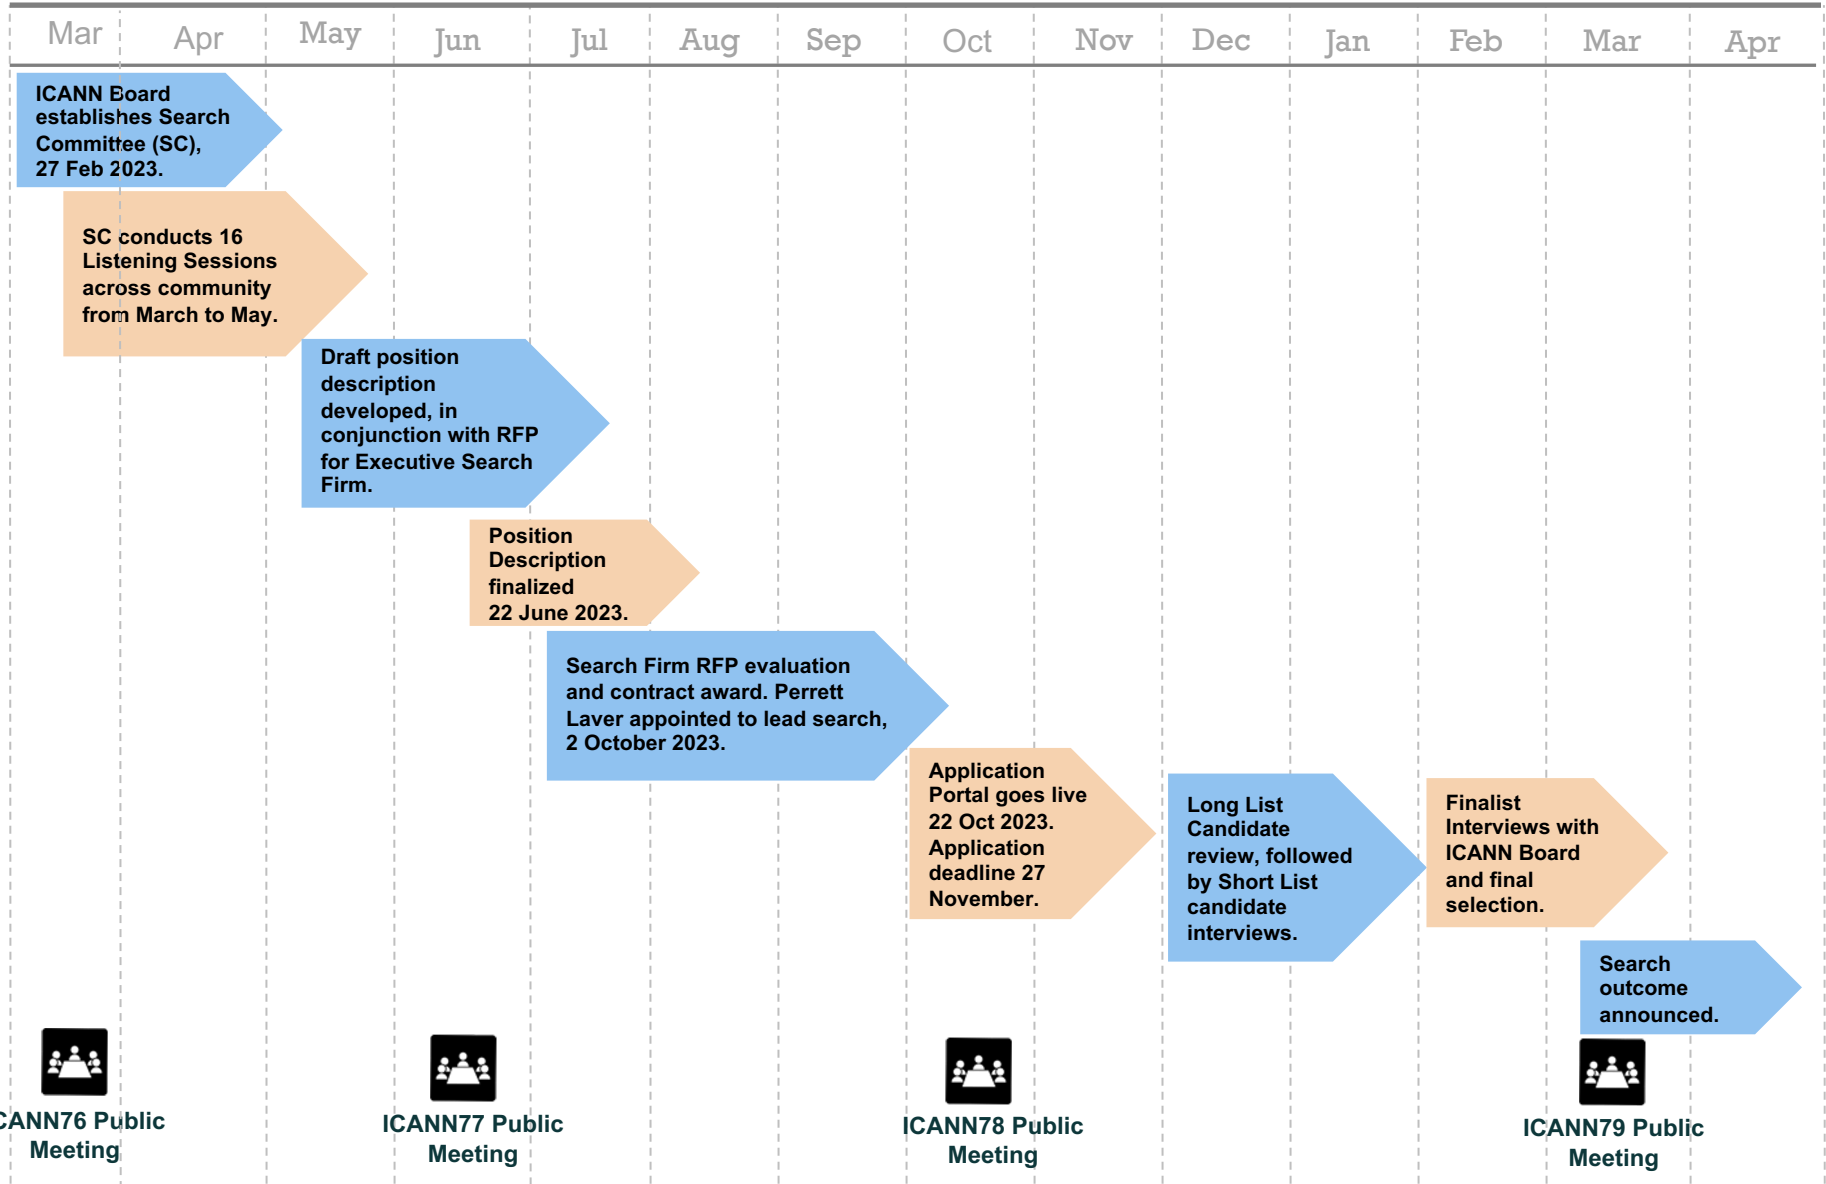 Mar Apr May Jun Jul Aug Sep Oct Nov Dec Jan Feb Mar Apr
ICANN Board
establishes Search
Committee (SC),
27 Feb 2023.
SC conducts 16
Listening Sessions
across community
from March to May.
Draft position
description
developed, in
conjunction with RFP
for Executive Search
Firm.
Position
Description
finalized
22 June 2023.
Search Firm RFP evaluation
and contract award. Perrett
Laver appointed to lead search,
2 October 2023.
Application
Portal goes live
22 Oct 2023.
Application
deadline 27
November.
Long List
Candidate
review, followed
by Short List
candidate
interviews.
Finalist
Interviews with
ICANN Board
and final
selection.
Search
outcome
announced.
CANN76 Public
Meeting
ICANN77 Public
Meeting
ICANN78 Public
Meeting
ICANN79 Public
Meeting